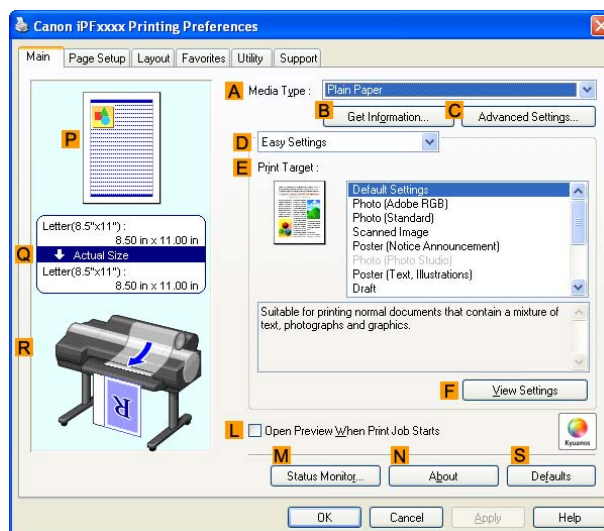 Canon iPFxxxx Printing Preferences
Main Page Setup Layout Favorites Utility Support
A Media Type : Plain Paper
B Get Information... C Advanced Settings...
D Easy Settings
E Print Target :
Default Settings
Photo (Adobe RGB)
Photo (Standard)
Scanned Image
Poster (Notice Announcement)
Photo (Photo Studio)
Poster (Text, Illustrations)
Draft
Suitable for printing normal documents that contain a mixture of
text, photographs and graphics.
F View Settings
P
Letter(8.5"x11") :
8.50 in x 11.00 in
Q Actual Size
Letter(8.5"x11") :
8.50 in x 11.00 in
R
R
L Open Preview When Print Job Starts
Kyuanos
M Status Monitor... N About S Defaults
OK Cancel Apply Help